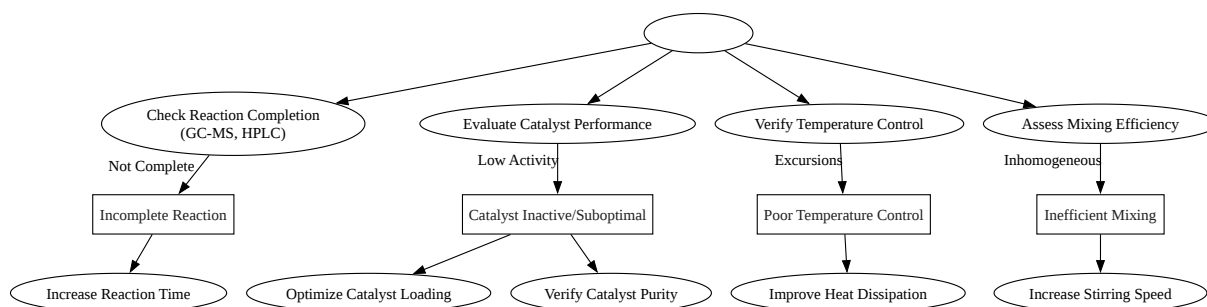 Check Reaction Completion
(GC-MS, HPLC)
Evaluate Catalyst Performance
Verify Temperature Control
Assess Mixing Efficiency
Not Complete
Low Activity
Excursions
Inhomogeneous
Incomplete Reaction
Catalyst Inactive/Suboptimal
Poor Temperature Control
Inefficient Mixing
Increase Reaction Time
Optimize Catalyst Loading
Verify Catalyst Purity
Improve Heat Dissipation
Increase Stirring Speed